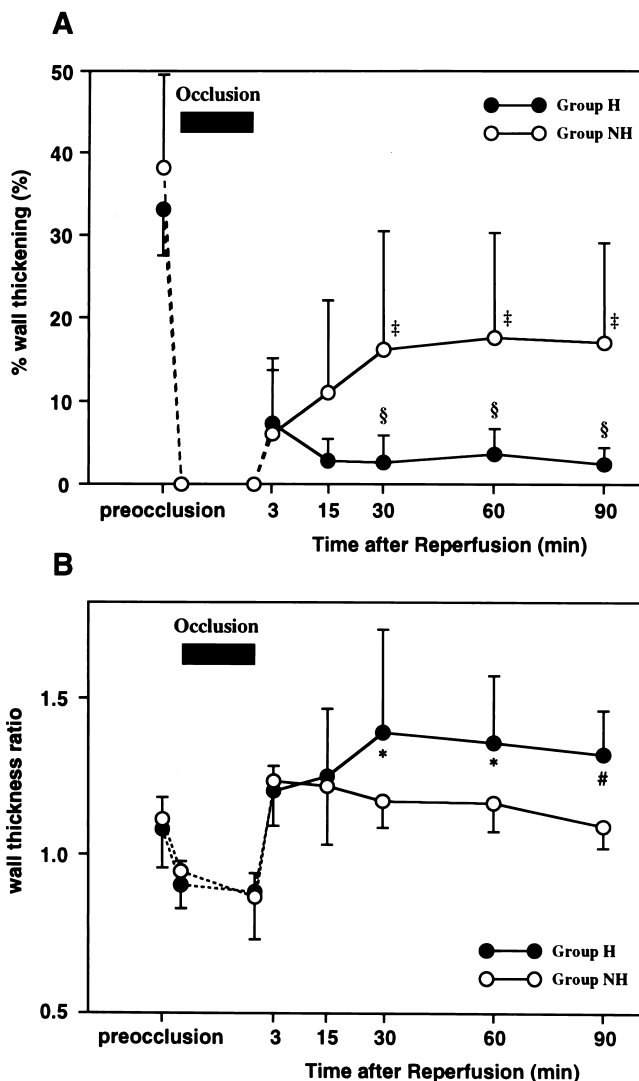 A
50
40
30
20
10
0
% wall thickening (%)
Occlusion
Group H
Group NH
‡ ‡ ‡
§ § §
preocclusion 3 15 30 60 90
Time after Reperfusion (min)
B
1.5
1.0
0.5
wall thickness ratio
Occlusion
* * #
Group H
Group NH
preocclusion 3 15 30 60 90
Time after Reperfusion (min)